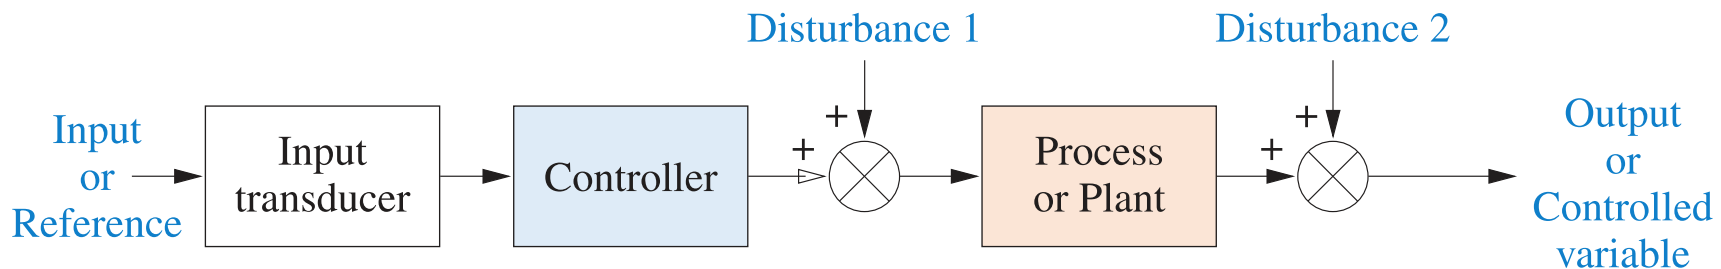 Disturbance 1
Disturbance 2
Input
or
Reference
Input
transducer
Controller
+
+
Process
or Plant
+
+
Output
or
Controlled
variable